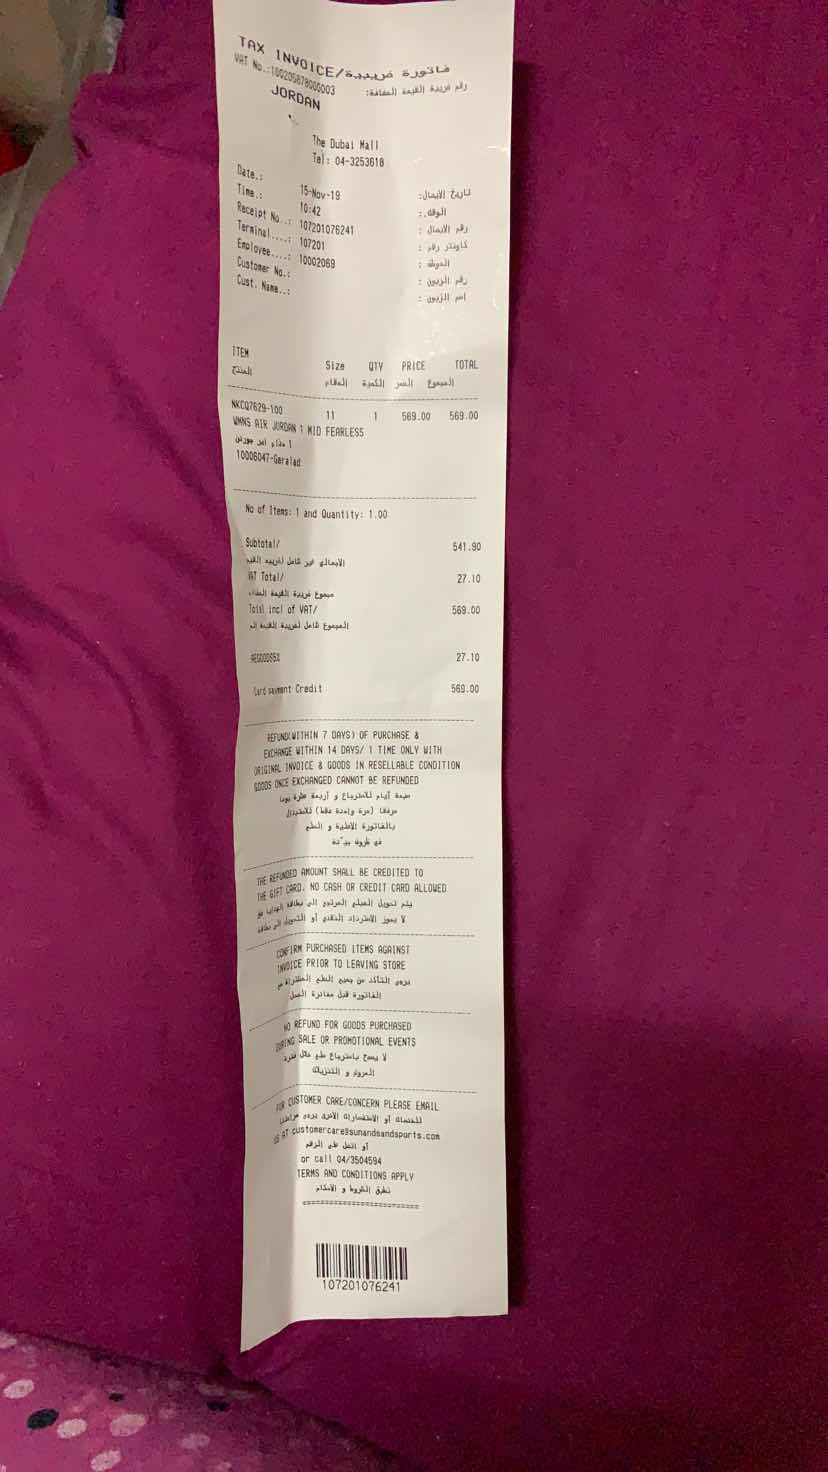 TAX INVOICE/فاتورة ضريبية
VAT No.:100205878000003 رقم ضريبة القيمة المضافة:
JORDAN
The Dubai Mall
Tel: 04-3253618
Date.: 15-Nov-19 تاريخ الايصال:
Time.: 10:42 الوقت.:
Receipt No..: 107201076241 رقم الايصال :
Terminal....: 107201 كاونتر رقم :
Employee....: 10002069 الموظف :
Customer No.: رقم الزبون :
Cust. Name..: اسم الزبون :
ITEM Size QTY PRICE TOTAL
المنتج المقاس الكمية السعر المجموع
NKCQ7629-100 11 1 569.00 569.00
WMNS AIR JORDAN 1 MID FEARLESS
حذاء اير جوردن 1
10006047-Geralad
No of Items: 1 and Quantity: 1.00
Subtotal/ 541.90
الاجمالي غير شامل لضريبه القيم
VAT Total/ 27.10
مجموع ضريبة القيمة المضاف
Total incl of VAT/ 569.00
المجموع شامل لضريبة القيمة الم
AEGOODS5% 27.10
Card payment Credit 569.00
REFUND(WITHIN 7 DAYS) OF PURCHASE &
EXCHANGE WITHIN 14 DAYS/ 1 TIME ONLY WITH
ORIGINAL INVOICE & GOODS IN RESELLABLE CONDITION
GOODS ONCE EXCHANGED CANNOT BE REFUNDED
سبعة أيام للاسترجاع و أربعة عشرة يوما
(مرة واحدة فقط) للاستبدال
بالفاتورة الاصلية و السلع
في ظروف جيّدة
THE REFUNDED AMOUNT SHALL BE CREDITED TO
THE GIFT CARD. NO CASH OR CREDIT CARD ALLOWED
يتم تحويل المبلغ المرتجع الى بطاقة الهدايا مع
لا يجوز الاسترداد النقدي أو التحويل الى بطاقة
CONFIRM PURCHASED ITEMS AGAINST
INVOICE PRIOR TO LEAVING STORE
يرجى التأكد من جميع السلع المشتراة مع
الفاتورة قبل مغادرة المحل
NO REFUND FOR GOODS PURCHASED
DURING SALE OR PROMOTIONAL EVENTS
لا يسمح باسترجاع سلع خلال فترة
العروض و التنزيلات
FOR CUSTOMER CARE/CONCERN PLEASE EMAIL
للخدمات أو الاستفسارات الأخرى يرجى مراسلتنا
US AT customercare@sunandsandsports.com
أو اتصل على الرقم
or call 04/3504594
TERMS AND CONDITIONS APPLY
تطبق الشروط و الأحكام
107201076241